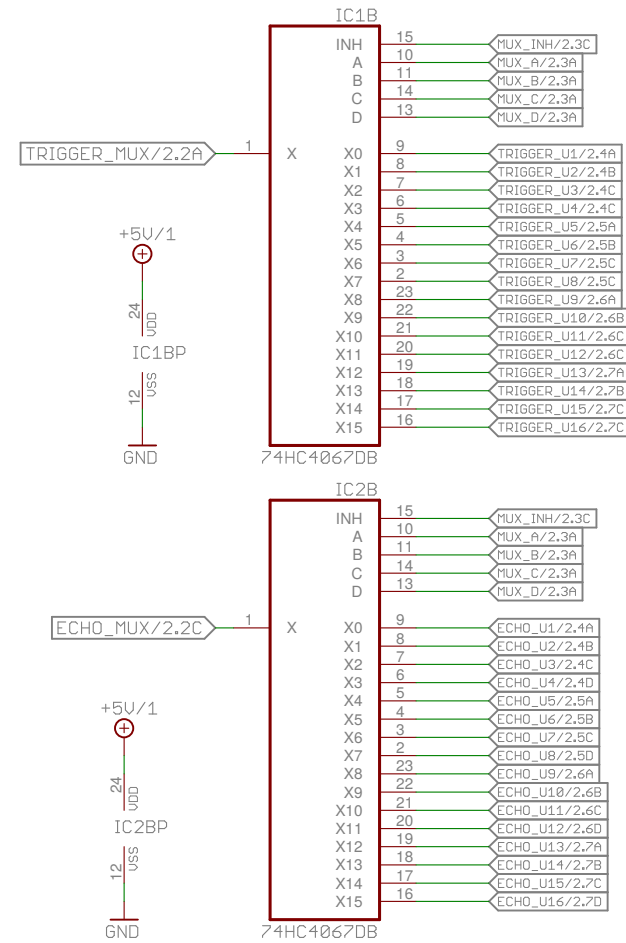 IC1B
INH 15 MUX_INH/2.3C
A 10 MUX_A/2.3A
B 11 MUX_B/2.3A
C 14 MUX_C/2.3A
D 13 MUX_D/2.3A
TRIGGER_MUX/2.2A 1 X X0 9 TRIGGER_U1/2.4A
X1 8 TRIGGER_U2/2.4B
X2 7 TRIGGER_U3/2.4C
X3 6 TRIGGER_U4/2.4C
X4 5 TRIGGER_U5/2.5A
X5 4 TRIGGER_U6/2.5B
X6 3 TRIGGER_U7/2.5C
X7 2 TRIGGER_U8/2.5C
X8 23 TRIGGER_U9/2.6A
X9 22 TRIGGER_U10/2.6B
X10 21 TRIGGER_U11/2.6C
X11 20 TRIGGER_U12/2.6C
X12 19 TRIGGER_U13/2.7A
X13 18 TRIGGER_U14/2.7B
X14 17 TRIGGER_U15/2.7C
X15 16 TRIGGER_U16/2.7C
+5V/1
24 VDD
IC1BP
12 VSS
GND
74HC4067DB
IC2B
INH 15 MUX_INH/2.3C
A 10 MUX_A/2.3A
B 11 MUX_B/2.3A
C 14 MUX_C/2.3A
D 13 MUX_D/2.3A
ECHO_MUX/2.2C 1 X X0 9 ECHO_U1/2.4A
X1 8 ECHO_U2/2.4B
X2 7 ECHO_U3/2.4C
X3 6 ECHO_U4/2.4D
X4 5 ECHO_U5/2.5A
X5 4 ECHO_U6/2.5B
X6 3 ECHO_U7/2.5C
X7 2 ECHO_U8/2.5D
X8 23 ECHO_U9/2.6A
X9 22 ECHO_U10/2.6B
X10 21 ECHO_U11/2.6C
X11 20 ECHO_U12/2.6D
X12 19 ECHO_U13/2.7A
X13 18 ECHO_U14/2.7B
X14 17 ECHO_U15/2.7C
X15 16 ECHO_U16/2.7D
+5V/1
24 VDD
IC2BP
12 VSS
GND
74HC4067DB